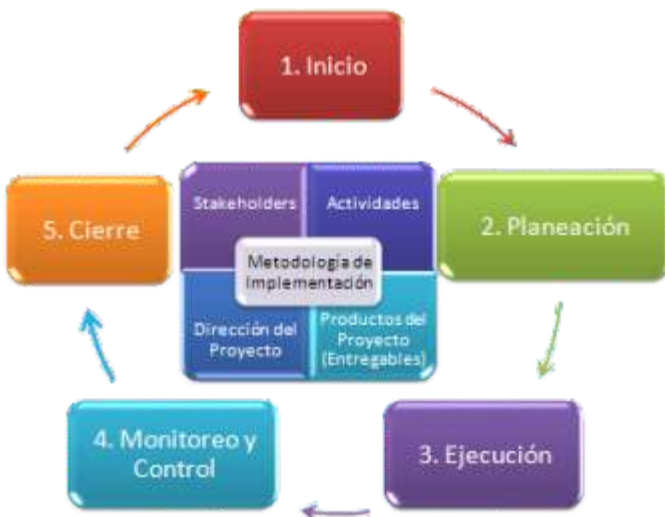 1. Inicio
2. Planeación
3. Ejecución
4. Monitoreo y
Control
5. Cierre
Stakeholders
Actividades
Metodología de
Implementación
Dirección del
Proyecto
Productos del
Proyecto
(Entregables)